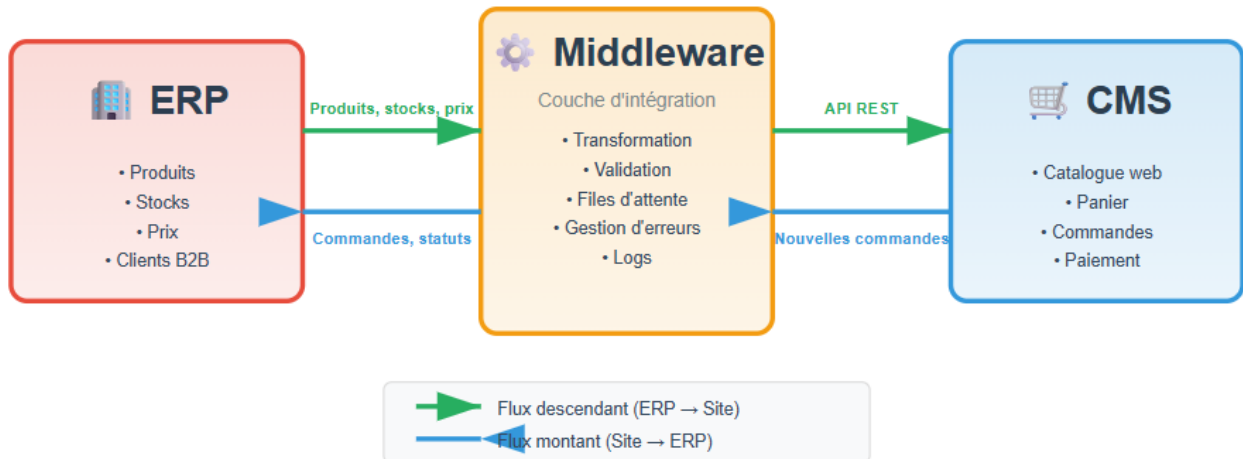 ERP
• Produits
• Stocks
• Prix
• Clients B2B
Produits, stocks, prix
Commandes, statuts
Middleware
Couche d'intégration
• Transformation
• Validation
• Files d'attente
• Gestion d'erreurs
• Logs
API REST
Nouvelles commandes
CMS
• Catalogue web
• Panier
• Commandes
• Paiement
Flux descendant (ERP → Site)
Flux montant (Site → ERP)